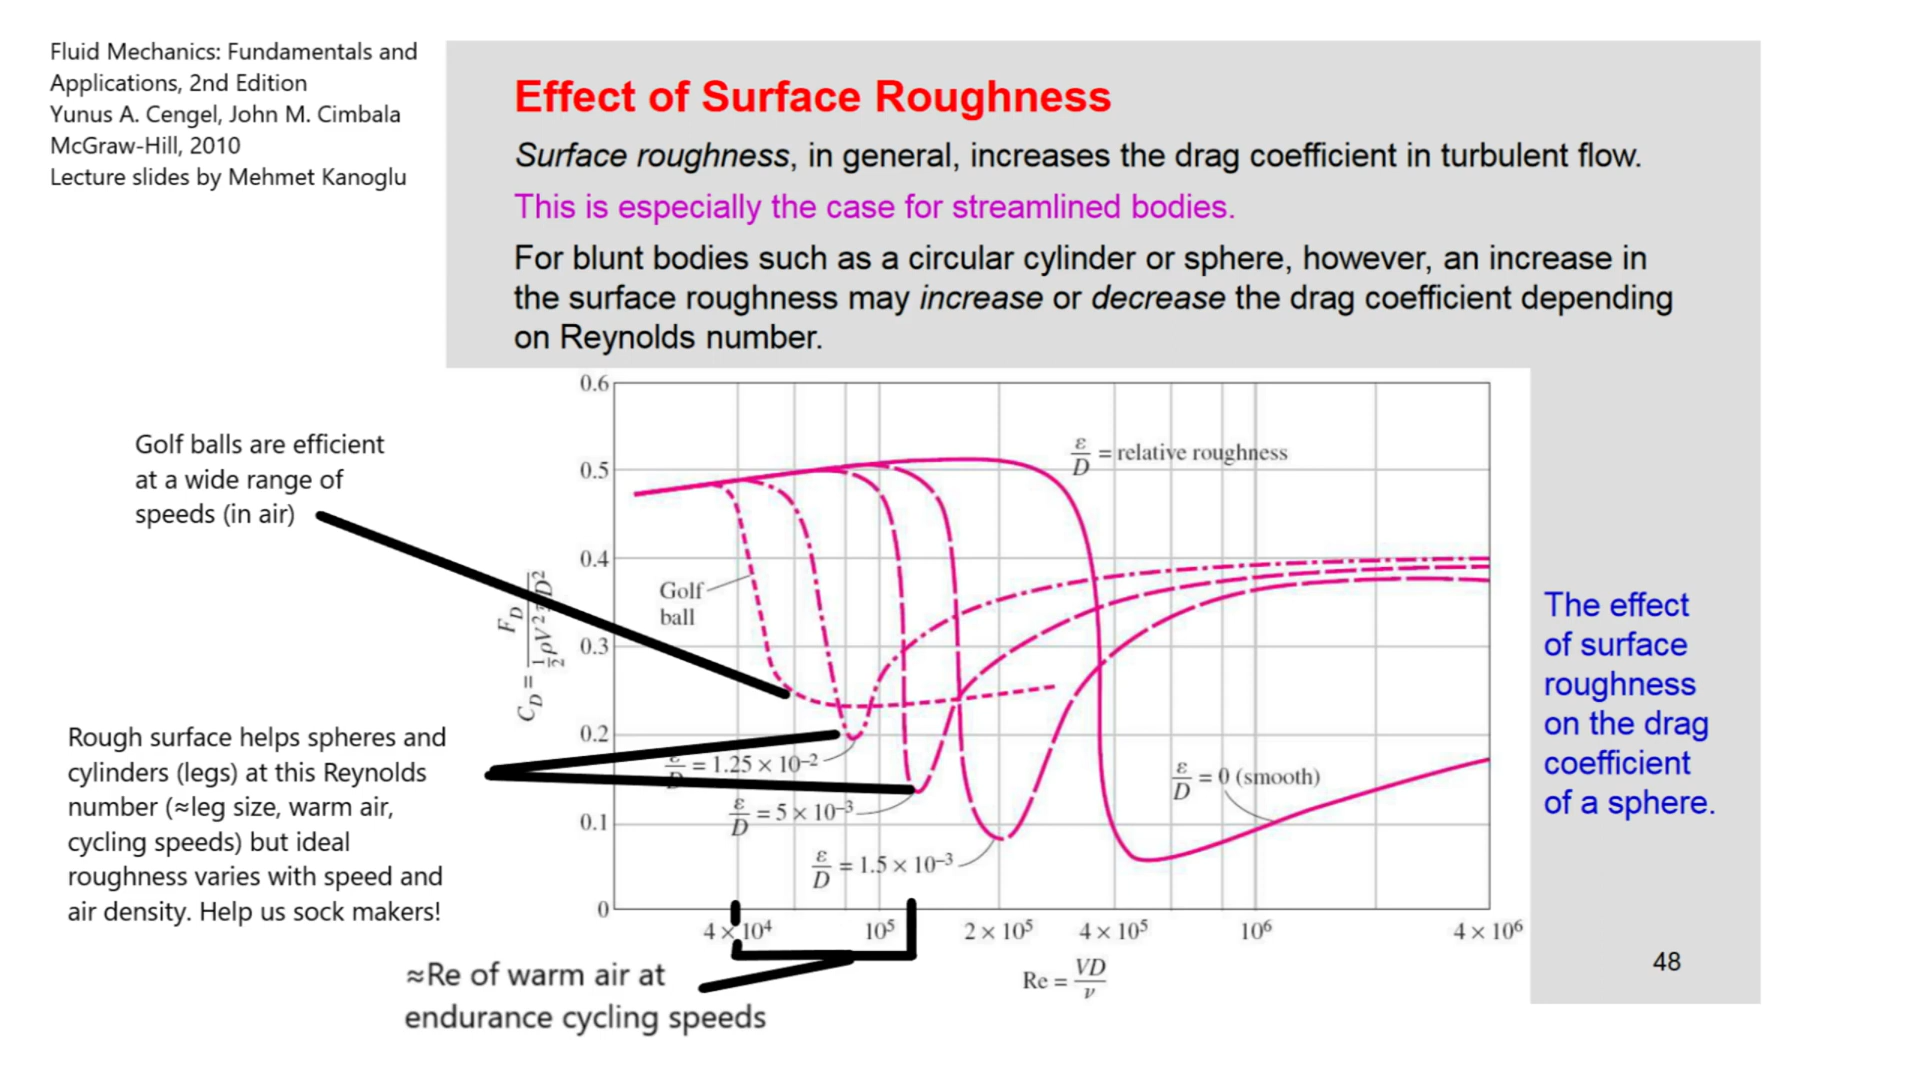 Fluid Mechanics: Fundamentals and
Applications, 2nd Edition
Yunus A. Cengel, John M. Cimbala
McGraw-Hill, 2010
Lecture slides by Mehmet Kanoglu
Effect of Surface Roughness
Surface roughness, in general, increases the drag coefficient in turbulent flow.
This is especially the case for streamlined bodies.
For blunt bodies such as a circular cylinder or sphere, however, an increase in
the surface roughness may increase or decrease the drag coefficient depending
on Reynolds number.
Golf balls are efficient
at a wide range of
speeds (in air)
Rough surface helps spheres and
cylinders (legs) at this Reynolds
number (≈leg size, warm air,
cycling speeds) but ideal
roughness varies with speed and
air density. Help us sock makers!
≈Re of warm air at
endurance cycling speeds
0.6
0.5
0.4
0.3
0.2
0.1
0
ε/D = relative roughness
Golf
ball
= 1.25 × 10⁻²
ε/D = 5 × 10⁻³
ε/D = 1.5 × 10⁻³
ε/D = 0 (smooth)
4 × 10⁴
10⁵
2 × 10⁵
4 × 10⁵
10⁶
4 × 10⁶
Re = VD/ν
The effect
of surface
roughness
on the drag
coefficient
of a sphere.
48